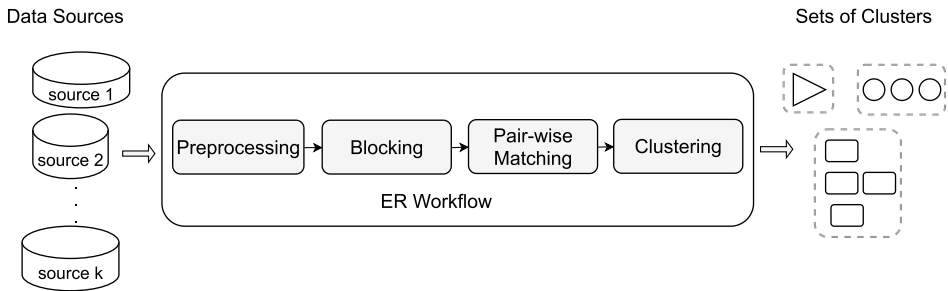 Data Sources
Sets of Clusters
source 1
source 2
source k
Preprocessing
Blocking
Pair-wise
Matching
Clustering
ER Workflow